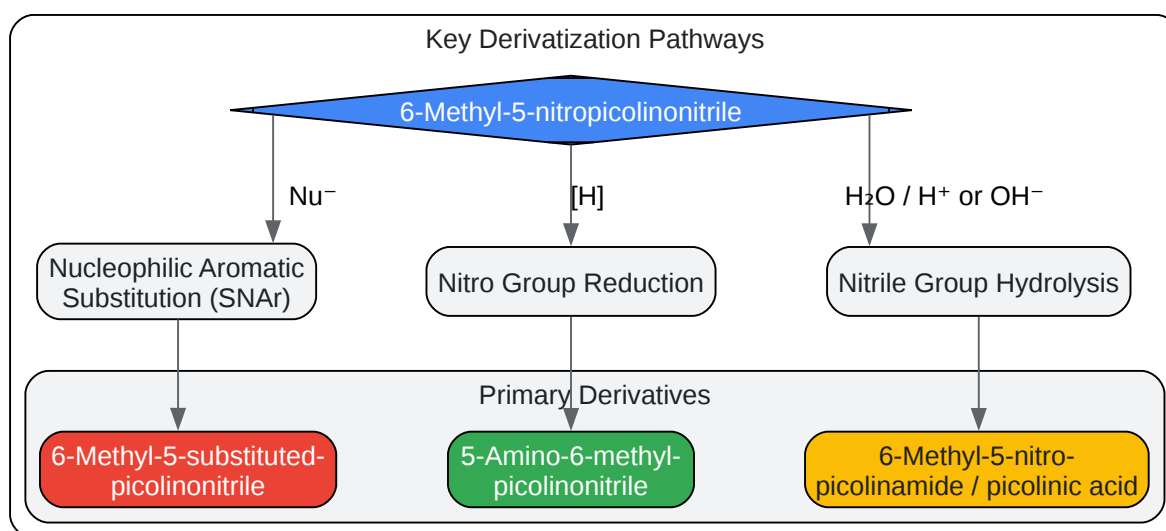 Key Derivatization Pathways
6-Methyl-5-nitropicolinonitrile
Nu⁻
[H]
H₂O / H⁺ or OH⁻
Nucleophilic Aromatic
Substitution (SNAr)
Nitro Group Reduction
Nitrile Group Hydrolysis
Primary Derivatives
6-Methyl-5-substituted-
picolinonitrile
5-Amino-6-methyl-
picolinonitrile
6-Methyl-5-nitro-
picolinamide / picolinic acid